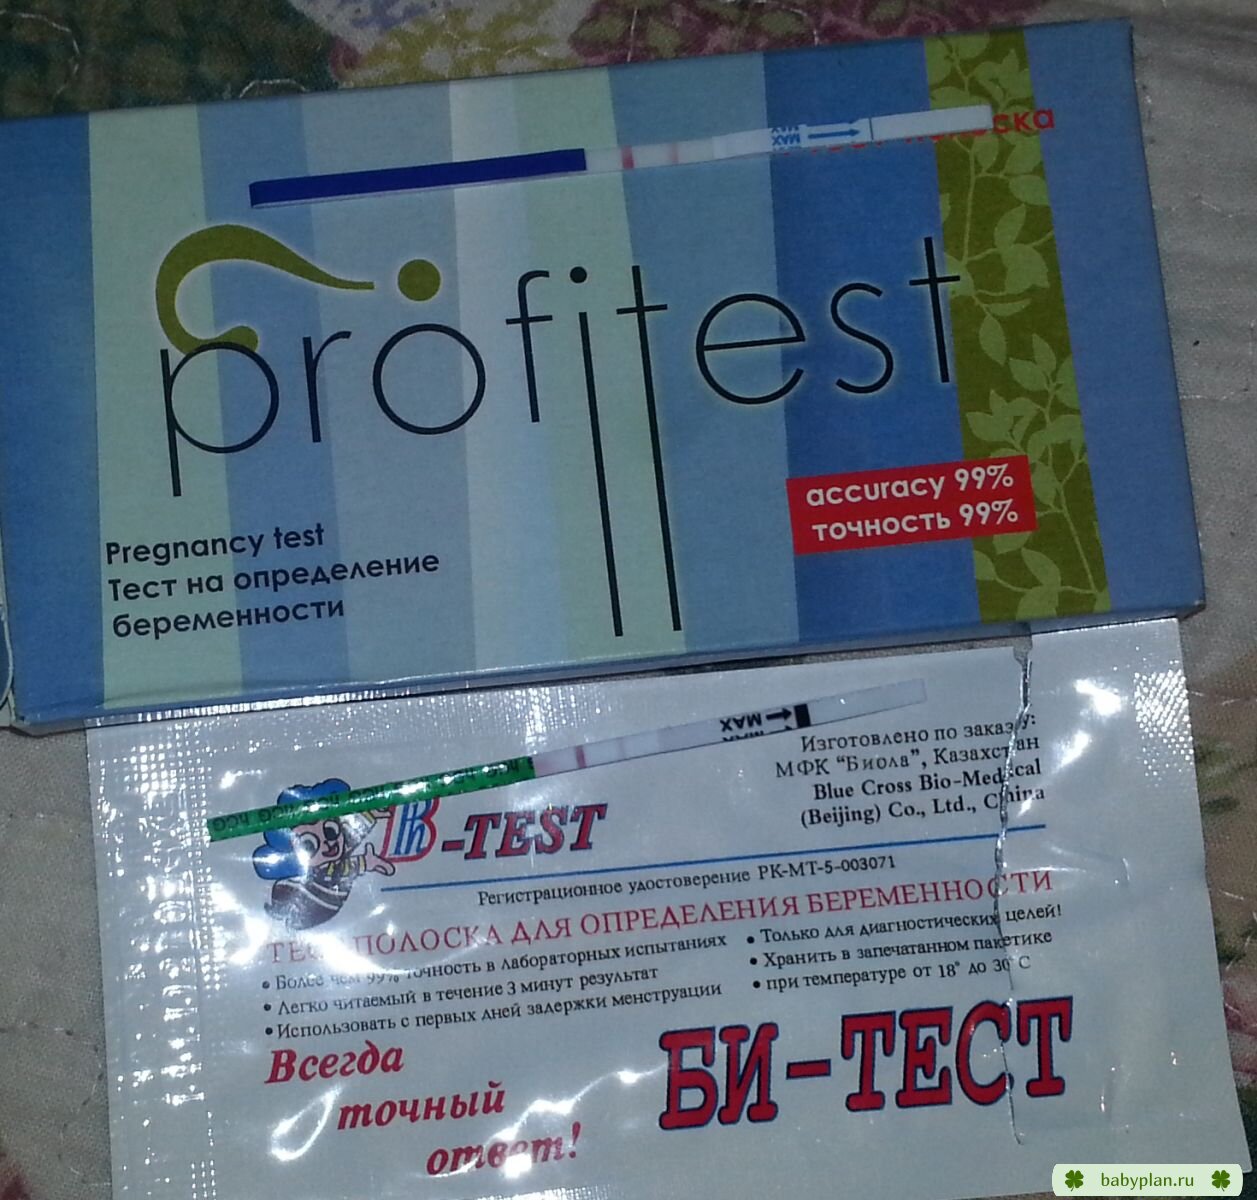 MAX
profitest
accuracy 99%
точность 99%
Pregnancy test
Тест на определение
беременности
MAX
hCG hCG hCG
B-TEST
Изготовлено по заказу:
МФК “Биола”, Казахстан
Blue Cross Bio-Medical
(Beijing) Co., Ltd., China
Регистрационное удостоверение РК-МТ-5-003071
ПОЛОСКА ДЛЯ ОПРЕДЕЛЕНИЯ БЕРЕМЕННОСТИ
• Более чем 99% точность в лабораторных испытаниях
• Легко читаемый в течение 3 минут результат
• Использовать с первых дней задержки менструации
• Только для диагностических целей!
• Хранить в запечатанном пакетике
• при температуре от 18° до 30°С
Всегда
точный
ответ!
БИ-ТЕСТ
babyplan.ru